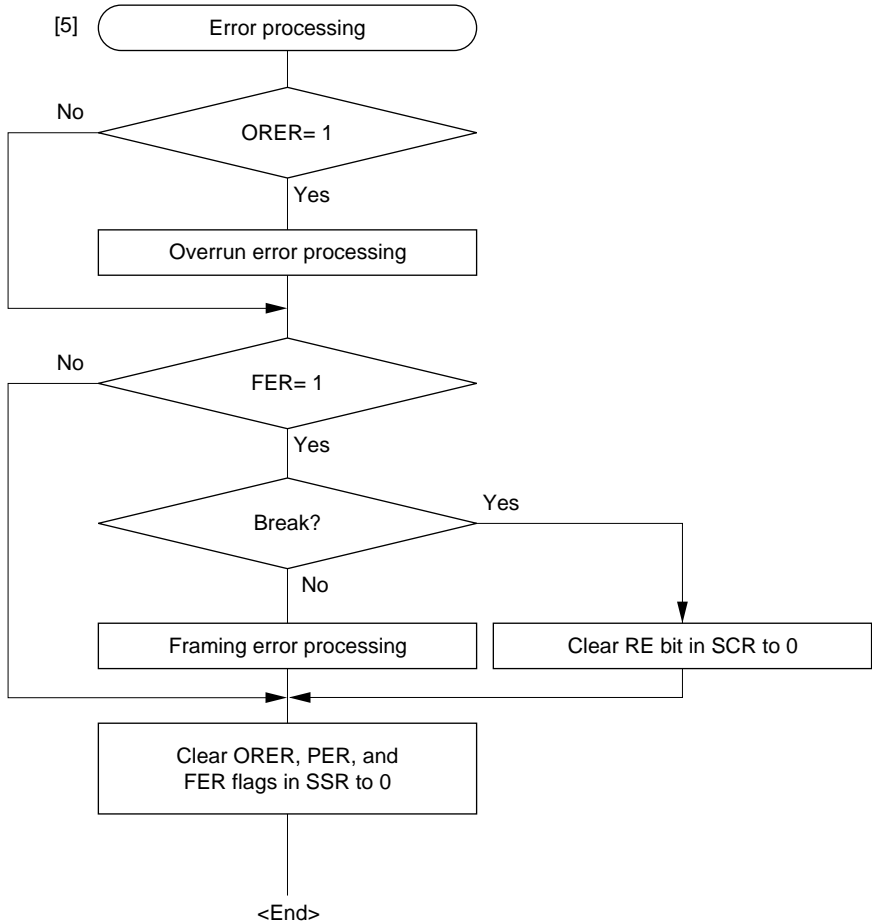 [5]
Error processing
No
ORER= 1
Yes
Overrun error processing
No
FER= 1
Yes
Break?
Yes
No
Framing error processing
Clear RE bit in SCR to 0
Clear ORER, PER, and
FER flags in SSR to 0
<End>